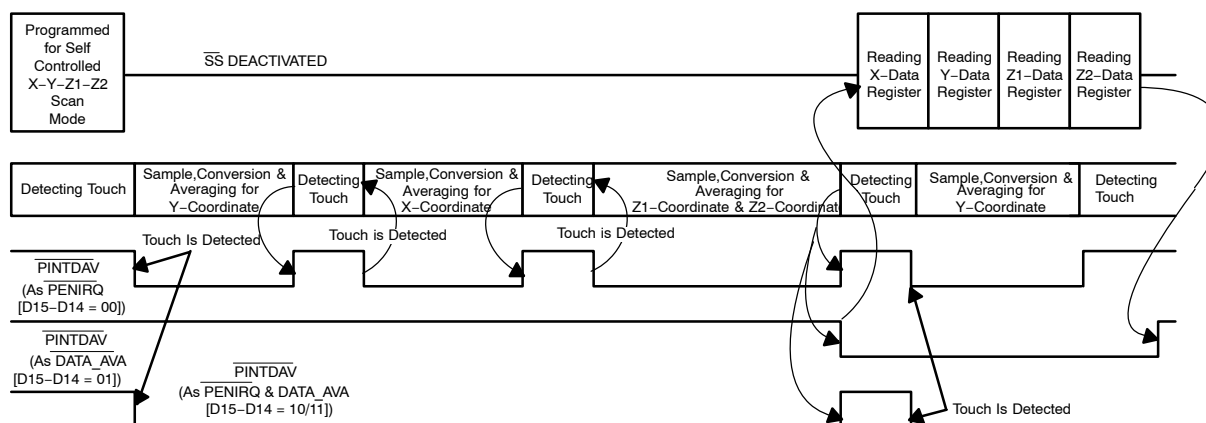 Programmed
for Self
Controlled
X−Y−Z1−Z2
Scan
Mode
SS DEACTIVATED
Reading
X−Data
Register
Reading
Y−Data
Register
Reading
Z1−Data
Register
Reading
Z2−Data
Register
Detecting Touch
Sample,Conversion &
Averaging for
Y−Coordinate
Detecting
Touch
Sample,Conversion &
Averaging for
X−Coordinate
Detecting
Touch
Sample,Conversion &
Averaging for
Z1−Coordinate & Z2−Coordinate
Detecting
Touch
Sample,Conversion &
Averaging for
Y−Coordinate
Detecting
Touch
Touch Is Detected
Touch is Detected
Touch is Detected
PINTDAV
(As PENIRQ
[D15−D14 = 00])
PINTDAV
(As DATA_AVA
[D15−D14 = 01])
PINTDAV
(As PENIRQ & DATA_AVA
[D15−D14 = 10/11])
Touch Is Detected